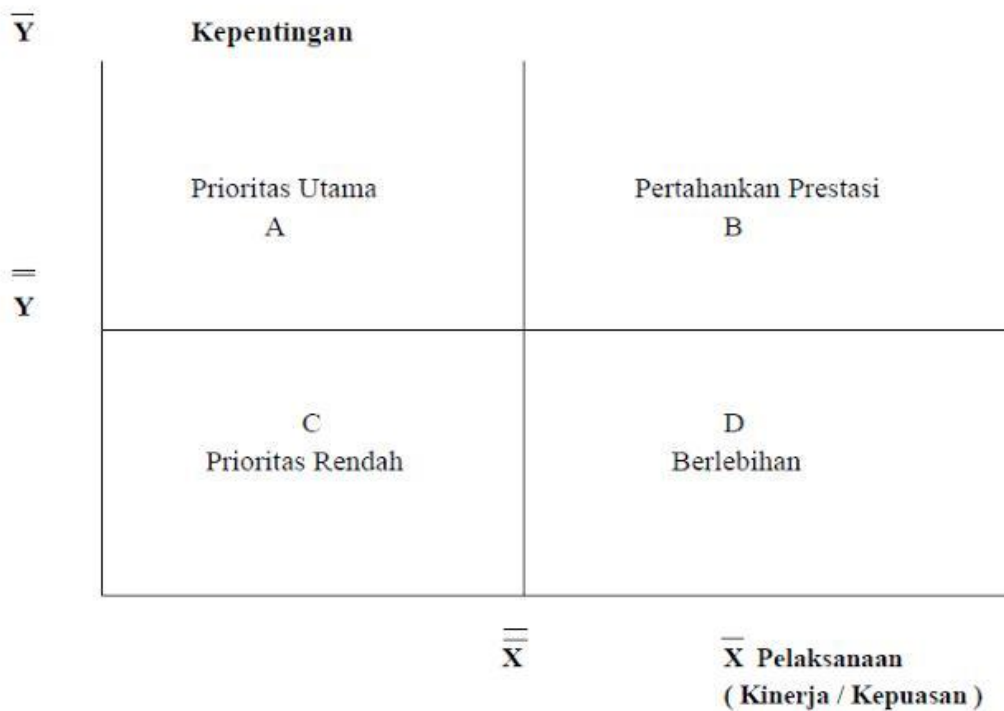 Y̅ Kepentingan
Prioritas Utama Pertahankan Prestasi
A B
Y̿
C D
Prioritas Rendah Berlebihan
X̿ X̅ Pelaksanaan
( Kinerja / Kepuasan )